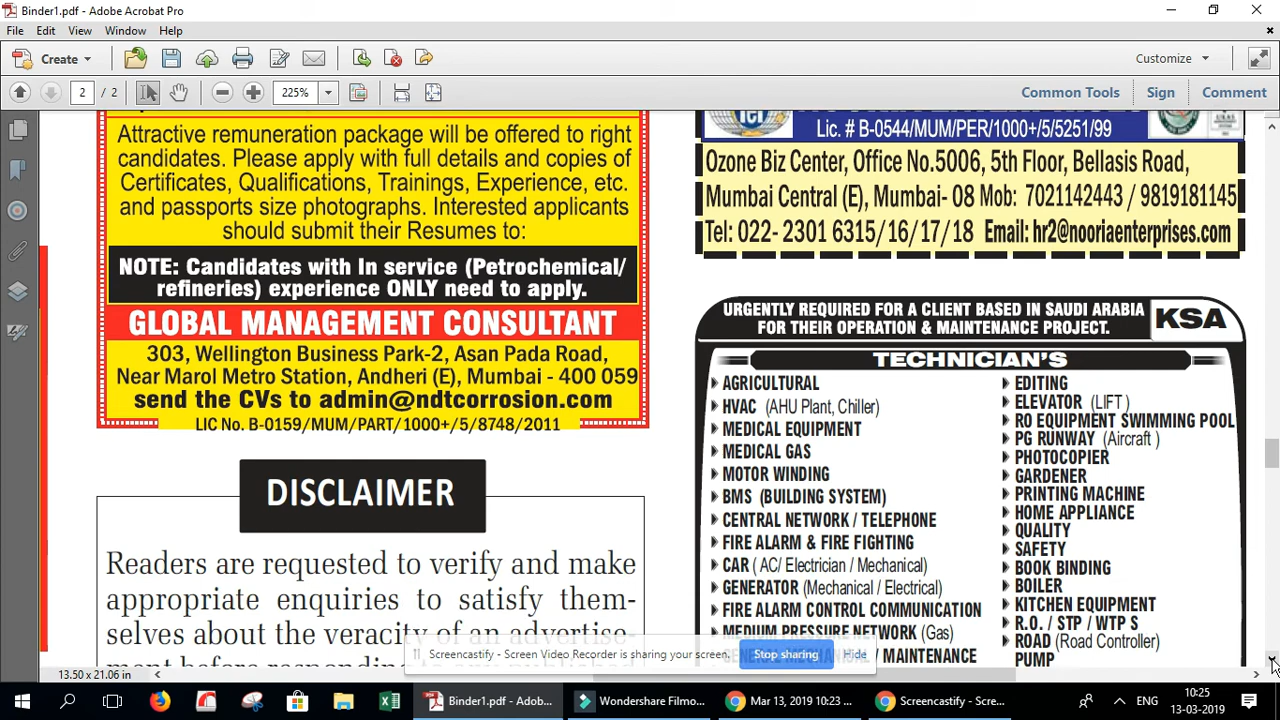 Binder1.pdf - Adobe Acrobat Pro
File Edit View Window Help
Create
Customize
2 / 2
225%
Common Tools
Sign
Comment
Attractive remuneration package will be offered to right
candidates. Please apply with full details and copies of
Certificates, Qualifications, Trainings, Experience, etc.
and passports size photographs. Interested applicants
should submit their Resumes to:
NOTE: Candidates with In service (Petrochemical/
refineries) experience ONLY need to apply.
GLOBAL MANAGEMENT CONSULTANT
303, Wellington Business Park-2, Asan Pada Road,
Near Marol Metro Station, Andheri (E), Mumbai - 400 059
send the CVs to admin@ndtcorrosion.com
LIC No. B-0159/MUM/PART/1000+/5/8748/2011
DISCLAIMER
Readers are requested to verify and make
appropriate enquiries to satisfy them-
selves about the veracity of an advertise-
ment before responding to
Lic. # B-0544/MUM/PER/1000+/5/5251/99
Ozone Biz Center, Office No.5006, 5th Floor, Bellasis Road,
Mumbai Central (E), Mumbai- 08 Mob: 7021142443 / 9819181145
Tel: 022- 2301 6315/16/17/18 Email: hr2@nooriaenterprises.com
URGENTLY REQUIRED FOR A CLIENT BASED IN SAUDI ARABIA
FOR THEIR OPERATION & MAINTENANCE PROJECT.
KSA
TECHNICIAN'S
AGRICULTURAL
HVAC (AHU Plant, Chiller)
MEDICAL EQUIPMENT
MEDICAL GAS
MOTOR WINDING
BMS (BUILDING SYSTEM)
CENTRAL NETWORK / TELEPHONE
FIRE ALARM & FIRE FIGHTING
CAR ( AC/ Electrician / Mechanical)
GENERATOR (Mechanical / Electrical)
FIRE ALARM CONTROL COMMUNICATION
MEDIUM PRESSURE NETWORK (Gas)
GENERAL MECHANICAL / MAINTENANCE
EDITING
ELEVATOR (LIFT )
RO EQUIPMENT SWIMMING POOL
PG RUNWAY (Aircraft )
PHOTOCOPIER
GARDENER
PRINTING MACHINE
HOME APPLIANCE
QUALITY
SAFETY
BOOK BINDING
BOILER
KITCHEN EQUIPMENT
R.O. / STP / WTP S
ROAD (Road Controller)
PUMP
Screencastify - Screen Video Recorder is sharing your screen.
Stop sharing
Hide
13.50 x 21.06 in
Binder1.pdf - Adob...
Wondershare Filmo...
Mar 13, 2019 10:23 ...
Screencastify - Scre...
ENG
10:25
13-03-2019